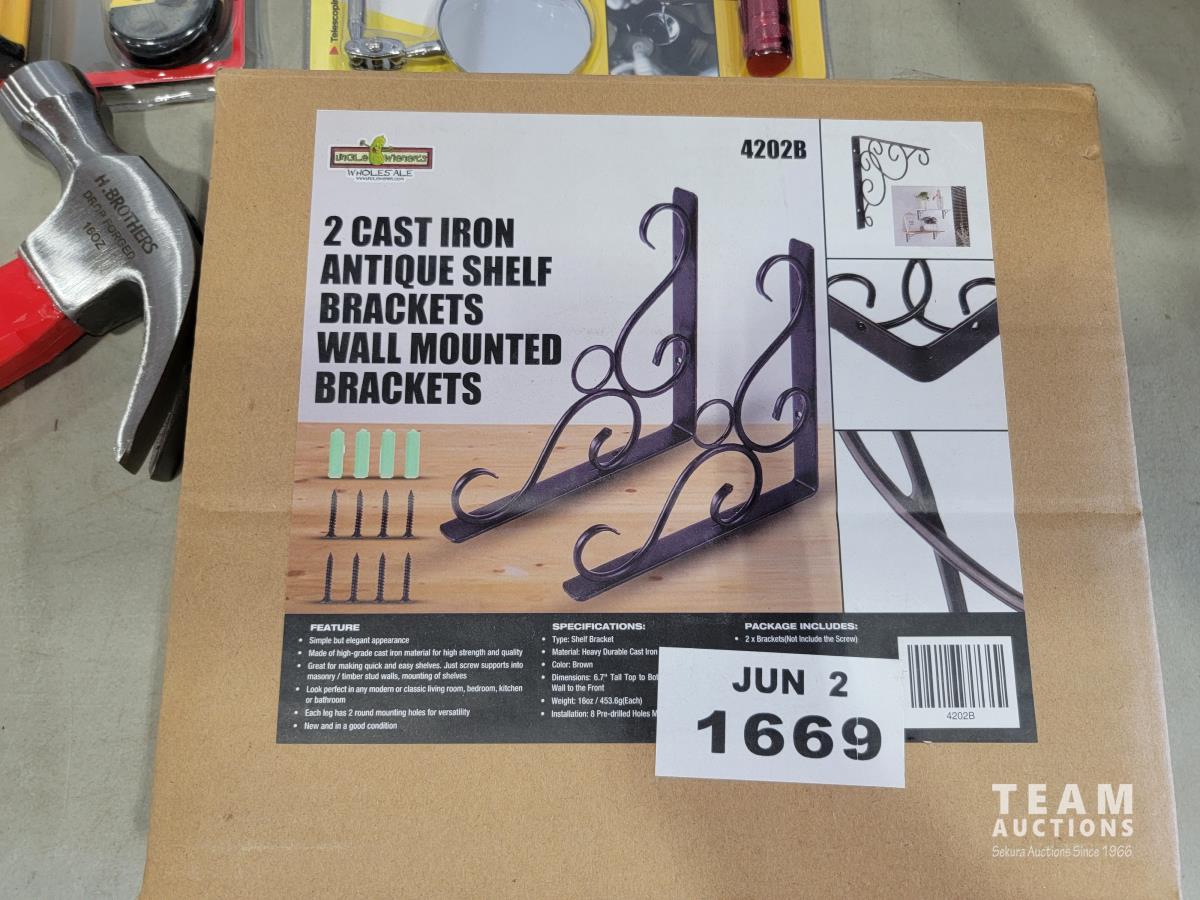 Telescopi
H.BROTHERS
DROP FORGED
16OZ
UNCLE WIENER'S
WHOLESALE
4202B
2 CAST IRON
ANTIQUE SHELF
BRACKETS
WALL MOUNTED
BRACKETS
FEATURE
• Simple but elegant appearance
• Made of high-grade cast iron material for high strength and quality
• Great for making quick and easy shelves. Just screw supports into
masonry / timber stud walls, mounting of shelves
• Look perfect in any modern or classic living room, bedroom, kitchen
or bathroom
• Each leg has 2 round mounting holes for versatility
• New and in a good condition
SPECIFICATIONS:
• Type: Shelf Bracket
• Material: Heavy Durable Cast Iron
• Color: Brown
• Dimensions: 6.7" Tall Top to Bot
Wall to the Front
• Weight: 16oz / 453.6g(Each)
• Installation: 8 Pre-drilled Holes M
PACKAGE INCLUDES:
• 2 x Brackets(Not Include the Screw)
4202B
JUN 2
1669
TEAM
AUCTIONS
Sekura Auctions Since 1966